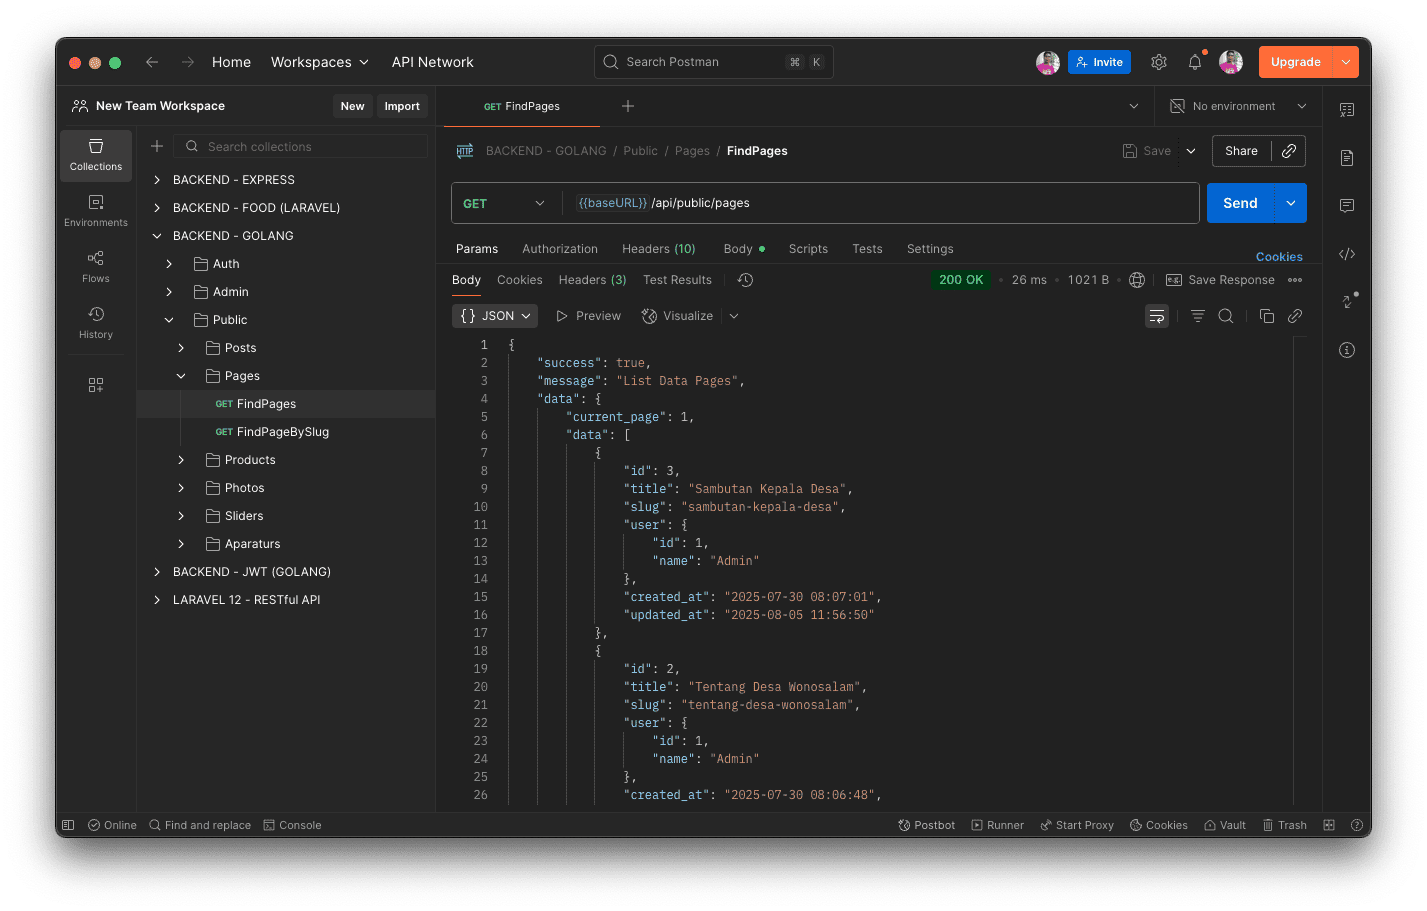 Home Workspaces API Network Search Postman ⌘ K Invite Upgrade
New Team Workspace New Import
GET FindPages
No environment
Collections
Environments
Flows
History
Search collections
BACKEND - EXPRESS
BACKEND - FOOD (LARAVEL)
BACKEND - GOLANG
Auth
Admin
Public
Posts
Pages
GET FindPages
GET FindPageBySlug
Products
Photos
Sliders
Aparaturs
BACKEND - JWT (GOLANG)
LARAVEL 12 - RESTful API
HTTP BACKEND - GOLANG / Public / Pages / FindPages
Save Share
GET {{baseURL}} /api/public/pages Send
Params Authorization Headers (10) Body Scripts Tests Settings Cookies
Body Cookies Headers (3) Test Results 200 OK • 26 ms • 1021 B • e.g. Save Response
{} JSON Preview Visualize
1 {
2 "success": true,
3 "message": "List Data Pages",
4 "data": {
5 "current_page": 1,
6 "data": [
7 {
8 "id": 3,
9 "title": "Sambutan Kepala Desa",
10 "slug": "sambutan-kepala-desa",
11 "user": {
12 "id": 1,
13 "name": "Admin"
14 },
15 "created_at": "2025-07-30 08:07:01",
16 "updated_at": "2025-08-05 11:56:50"
17 },
18 {
19 "id": 2,
20 "title": "Tentang Desa Wonosalam",
21 "slug": "tentang-desa-wonosalam",
22 "user": {
23 "id": 1,
24 "name": "Admin"
25 },
26 "created_at": "2025-07-30 08:06:48",
Online Find and replace Console Postbot Runner Start Proxy Cookies Vault Trash